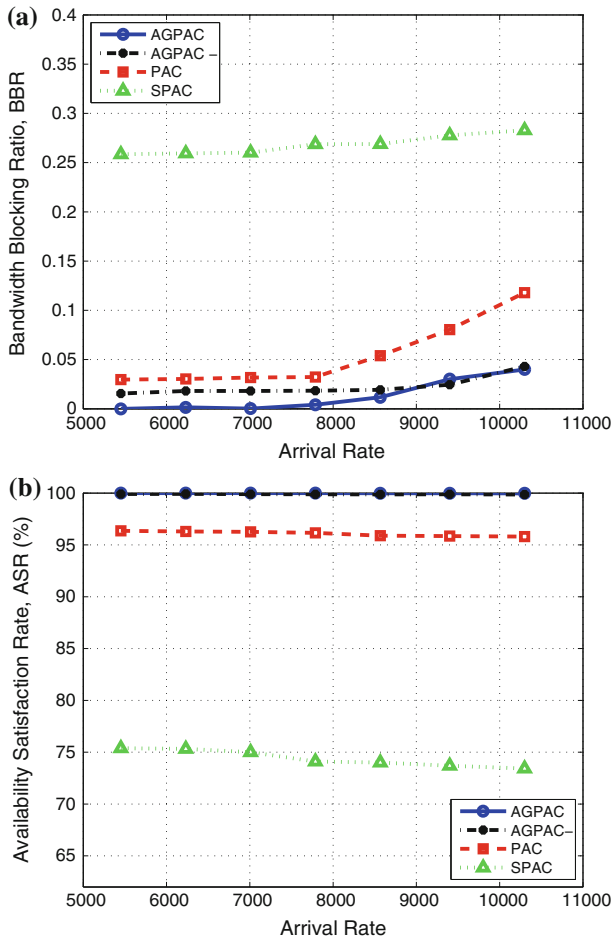 (a)
Bandwidth Blocking Ratio, BBR
0.4
0.35
0.3
0.25
0.2
0.15
0.1
0.05
0
AGPAC
AGPAC –
PAC
SPAC
5000 6000 7000 8000 9000 10000 11000
Arrival Rate
(b)
Availability Satisfaction Rate, ASR (%)
100
95
90
85
80
75
70
65
AGPAC
AGPAC–
PAC
SPAC
5000 6000 7000 8000 9000 10000 11000
Arrival Rate